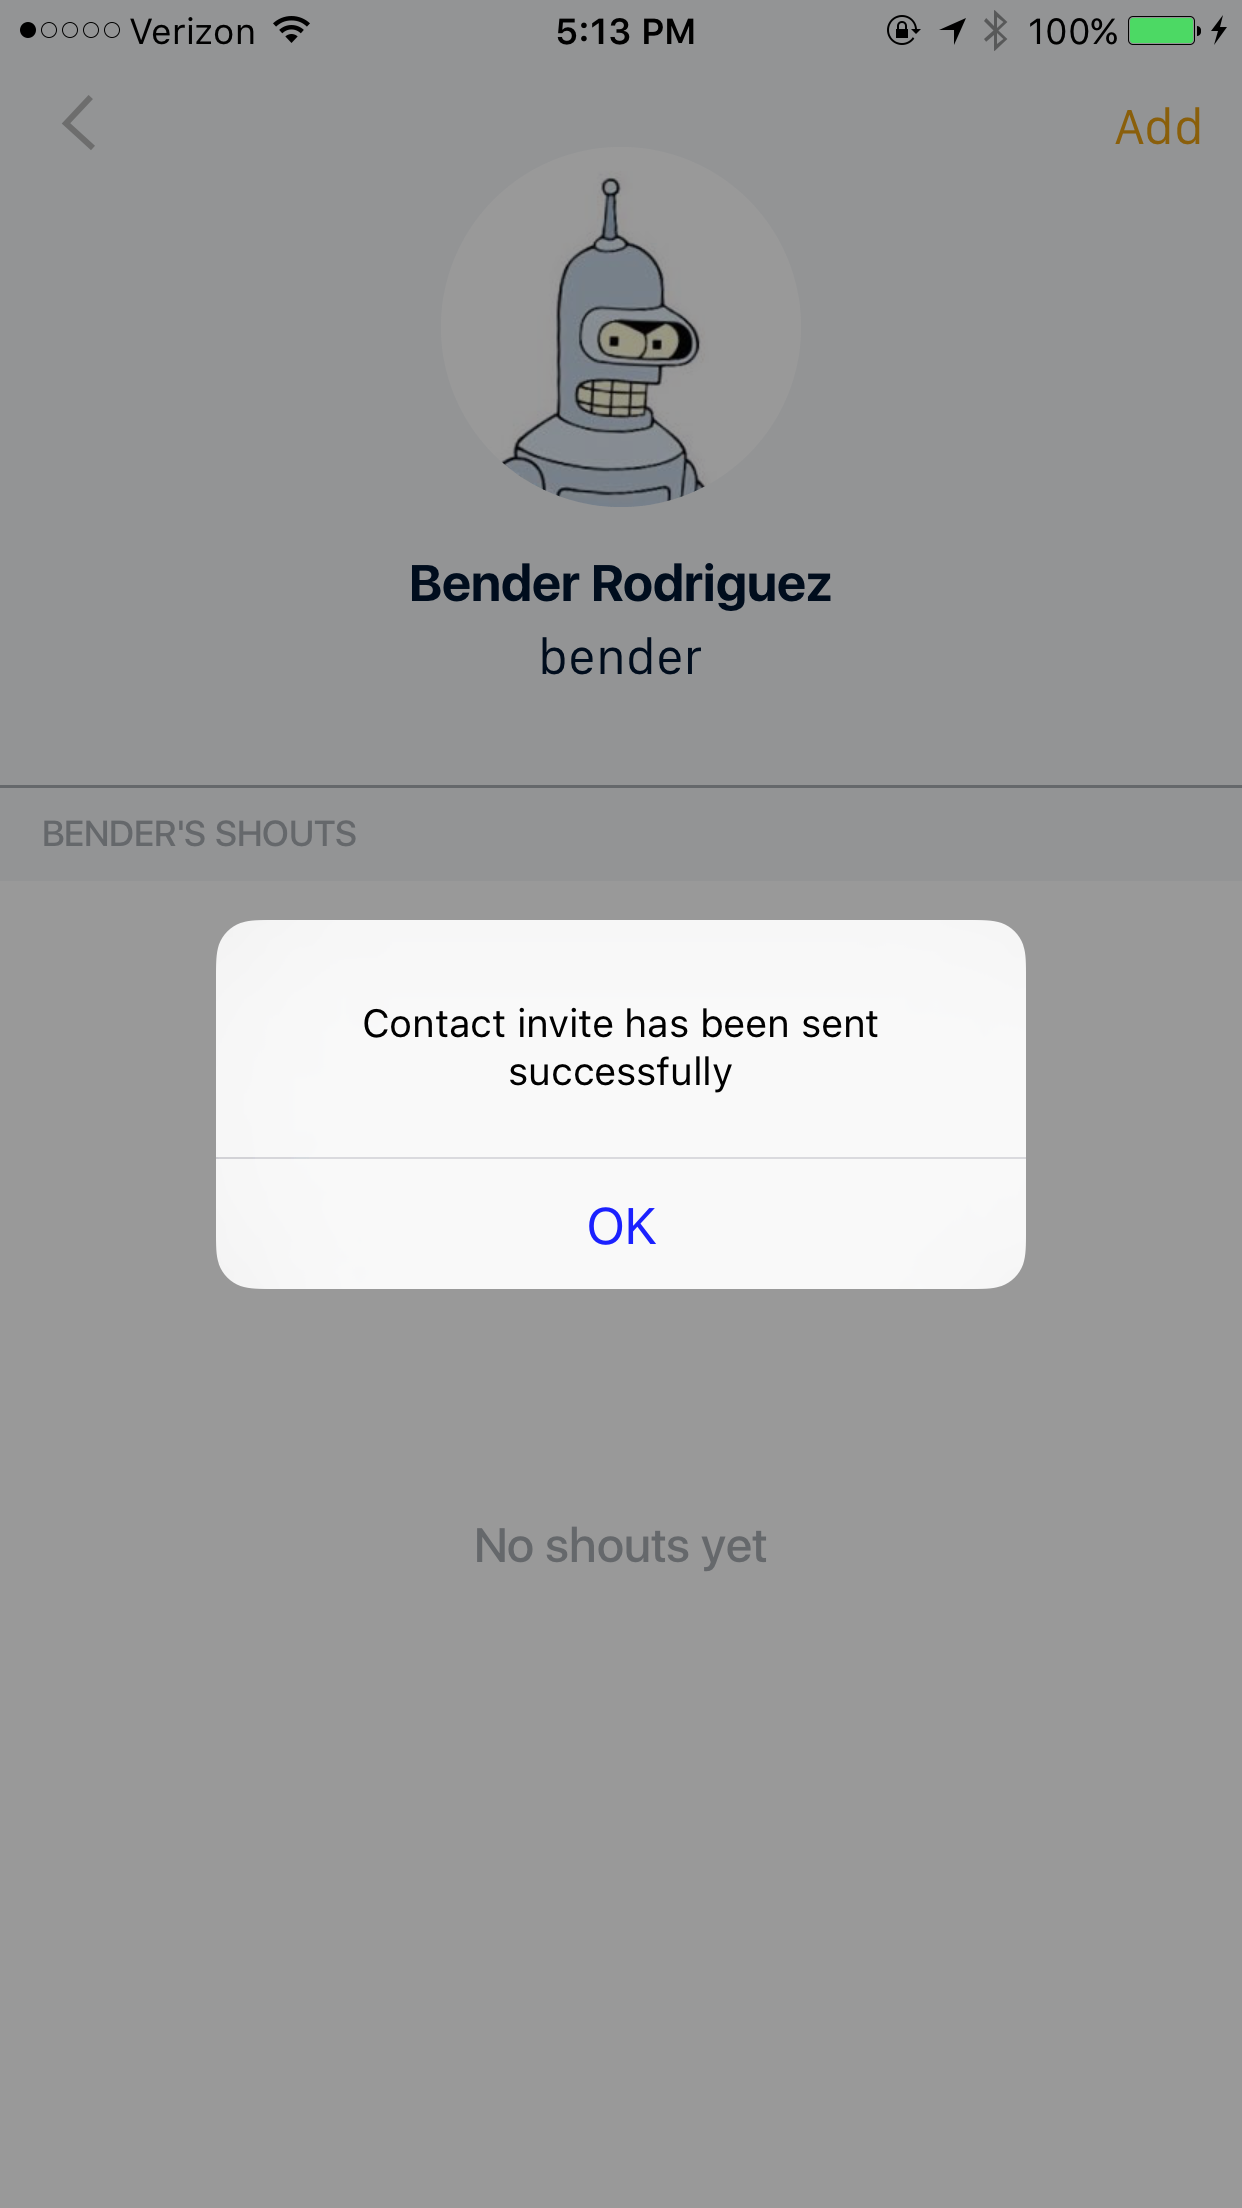 Verizon 5:13 PM 100%
Add
Bender Rodriguez
bender
BENDER'S SHOUTS
Contact invite has been sent
successfully
OK
No shouts yet